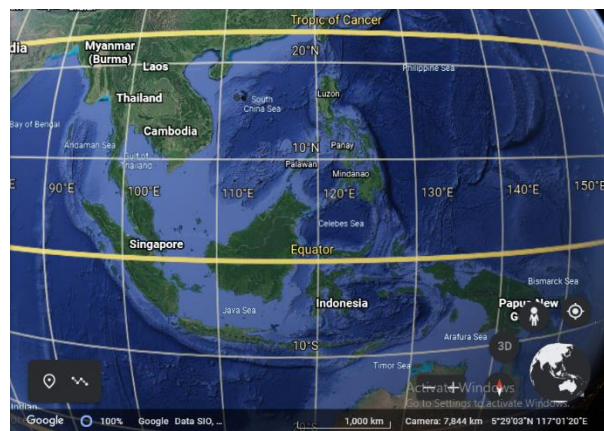 Tropic of Cancer
dia
Myanmar
(Burma)
20°N
Laos
Philippine Sea
Thailand
Luzon
South
China Sea
Bay of Bengal
Cambodia
Andaman Sea
10°N
Panay
Gulf of
Thailand
Palawan
Mindanao
E
90°E
100°E
110°E
120°E
130°E
140°E
150°E
Celebes Sea
Singapore
Equator
Bismarck Sea
Java Sea
Indonesia
Papua New
G
Arafura Sea
10°S
3D
Timor Sea
Activate Windows
Go to Settings to activate Windows.
Indian
Google
100%
Google
Data SIO, ...
1,000 km
Camera: 7,844 km
5°29'03"N 117°01'20"E